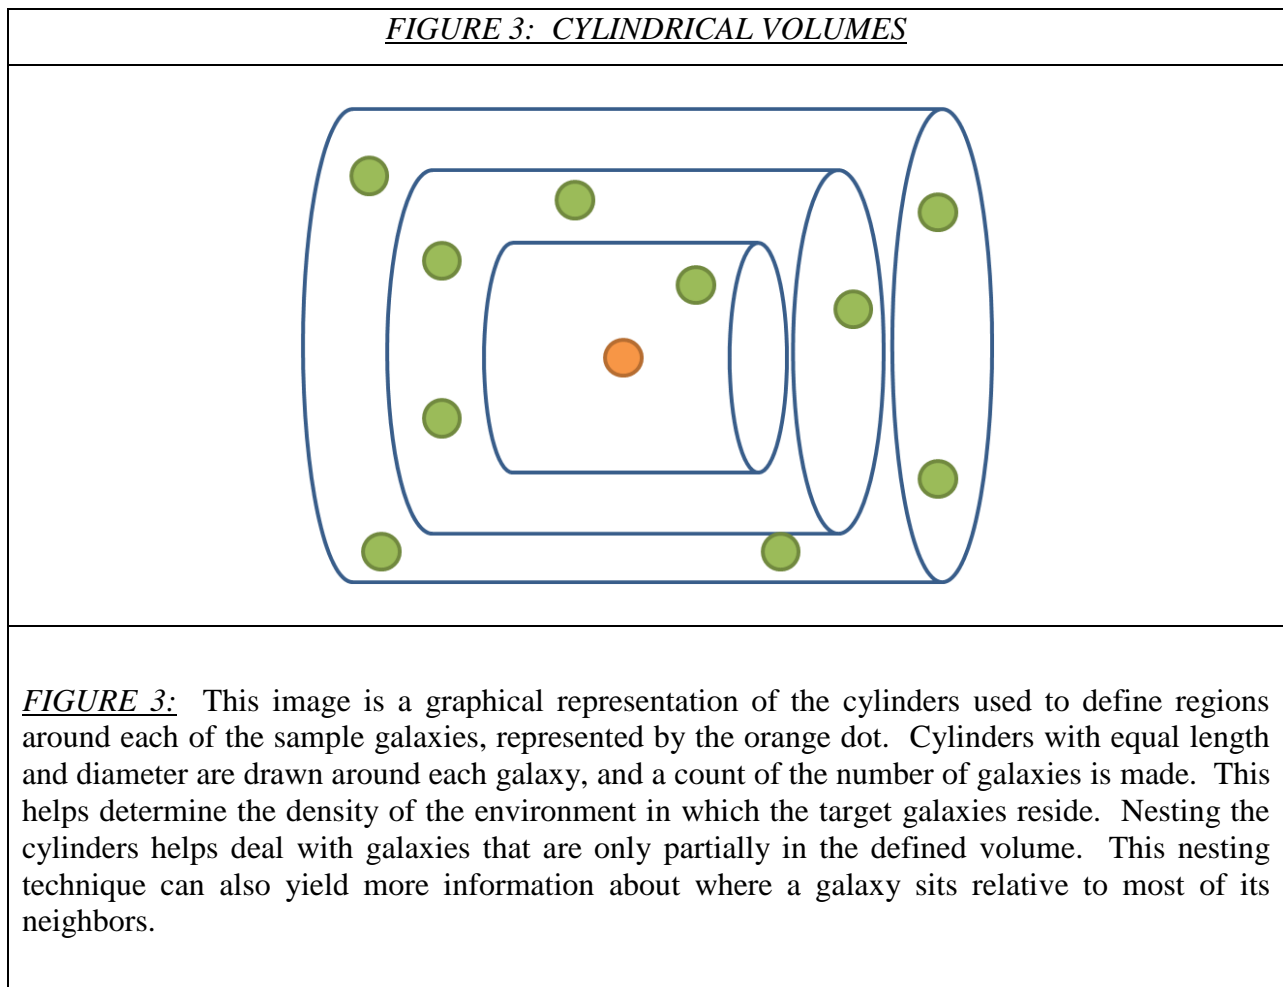 FIGURE 3: CYLINDRICAL VOLUMES
FIGURE 3: This image is a graphical representation of the cylinders used to define regions
around each of the sample galaxies, represented by the orange dot. Cylinders with equal length
and diameter are drawn around each galaxy, and a count of the number of galaxies is made. This
helps determine the density of the environment in which the target galaxies reside. Nesting the
cylinders helps deal with galaxies that are only partially in the defined volume. This nesting
technique can also yield more information about where a galaxy sits relative to most of its
neighbors.